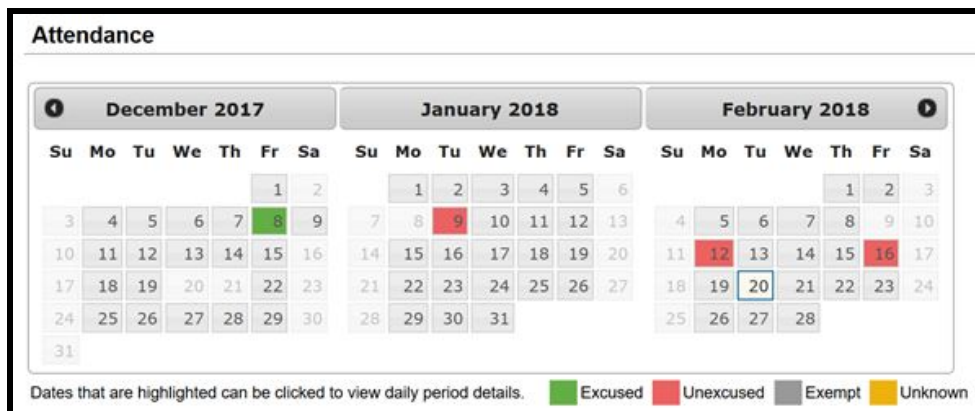 Attendance
December 2017 January 2018 February 2018
Su Mo Tu We Th Fr Sa Su Mo Tu We Th Fr Sa Su Mo Tu We Th Fr Sa
1 2 1 2 3 4 5 6 1 2 3
3 4 5 6 7 8 9 7 8 9 10 11 12 13 4 5 6 7 8 9 10
10 11 12 13 14 15 16 14 15 16 17 18 19 20 11 12 13 14 15 16 17
17 18 19 20 21 22 23 21 22 23 24 25 26 27 18 19 20 21 22 23 24
24 25 26 27 28 29 30 28 29 30 31 25 26 27 28
31
Dates that are highlighted can be clicked to view daily period details. Excused Unexcused Exempt Unknown